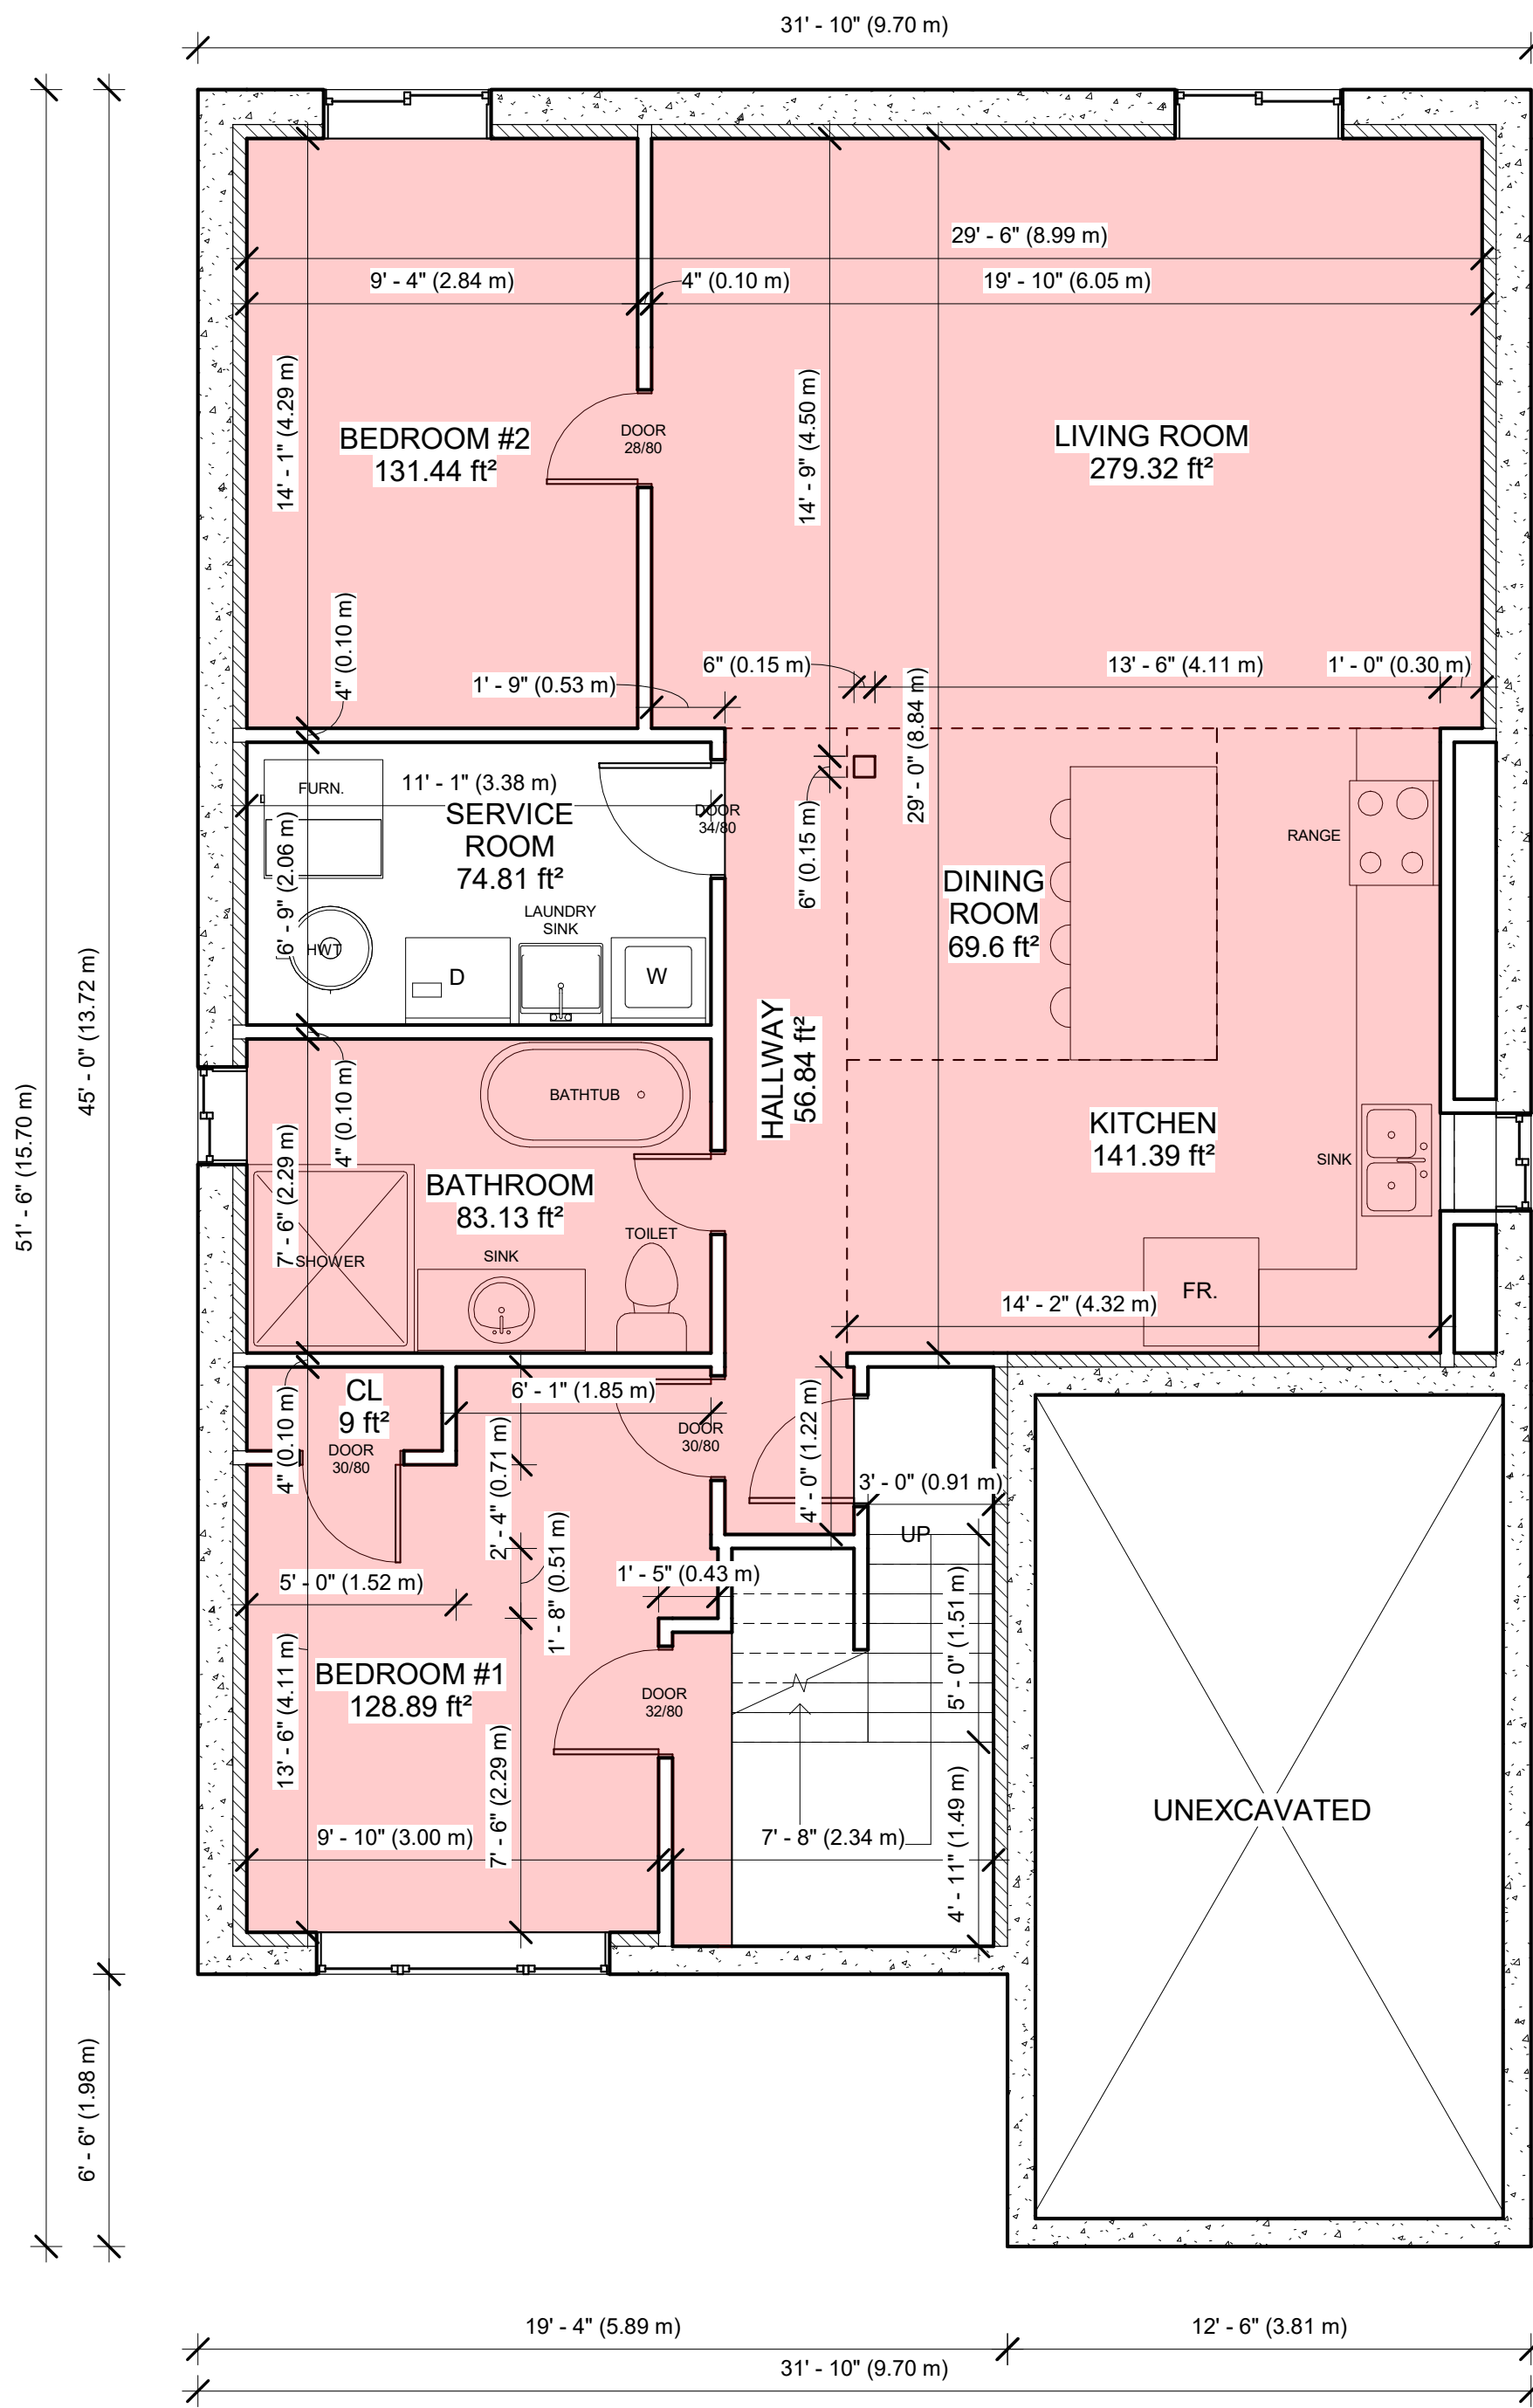 31' - 10" (9.70 m)
29' - 6" (8.99 m)
9' - 4" (2.84 m)
4" (0.10 m)
19' - 10" (6.05 m)
14' - 1" (4.29 m)
14' - 9" (4.50 m)
BEDROOM #2
131.44 ft²
DOOR
28/80
LIVING ROOM
279.32 ft²
4" (0.10 m)
1' - 9" (0.53 m)
6" (0.15 m)
29' - 0" (8.84 m)
13' - 6" (4.11 m)
1' - 0" (0.30 m)
FURN.
11' - 1" (3.38 m)
SERVICE
ROOM
74.81 ft²
DOOR
34/80
6" (0.15 m)
6' - 9" (2.06 m)
HWT
D
LAUNDRY
SINK
W
RANGE
DINING
ROOM
69.6 ft²
HALLWAY
56.84 ft²
51' - 6" (15.70 m)
45' - 0" (13.72 m)
4" (0.10 m)
BATHTUB
KITCHEN
141.39 ft²
SINK
7' - 6" (2.29 m)
BATHROOM
83.13 ft²
SHOWER
SINK
TOILET
FR.
14' - 2" (4.32 m)
4" (0.10 m)
CL
9 ft²
DOOR
30/80
6' - 1" (1.85 m)
DOOR
30/80
4' - 0" (1.22 m)
2' - 4" (0.71 m)
3' - 0" (0.91 m)
UP
5' - 0" (1.52 m)
1' - 8" (0.51 m)
1' - 5" (0.43 m)
5' - 0" (1.51 m)
BEDROOM #1
128.89 ft²
DOOR
32/80
13' - 6" (4.11 m)
7' - 6" (2.29 m)
9' - 10" (3.00 m)
7' - 8" (2.34 m)
4' - 11" (1.49 m)
UNEXCAVATED
6' - 6" (1.98 m)
19' - 4" (5.89 m)
12' - 6" (3.81 m)
31' - 10" (9.70 m)